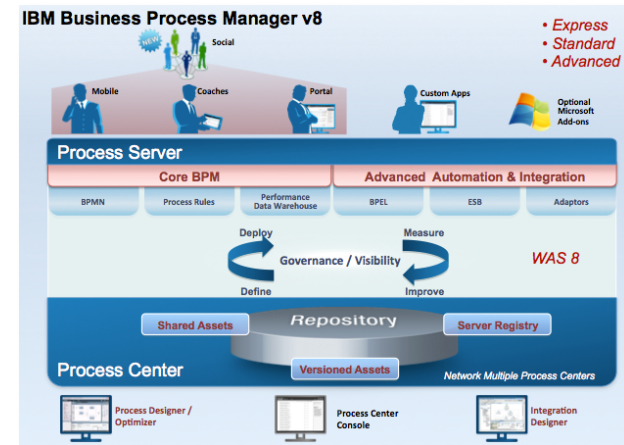 IBM Business Process Manager v8
• Express
• Standard
• Advanced
NEW
Social
Mobile
Coaches
Portal
Custom Apps
Optional
Microsoft
Add-ons
Process Server
Core BPM
Advanced Automation & Integration
BPMN
Process Rules
Performance
Data Warehouse
BPEL
ESB
Adaptors
Deploy
Measure
Governance / Visibility
WAS 8
Define
Improve
Repository
Shared Assets
Server Registry
Versioned Assets
Process Center
Network Multiple Process Centers
Process Designer /
Optimizer
Process Center
Console
Integration
Designer